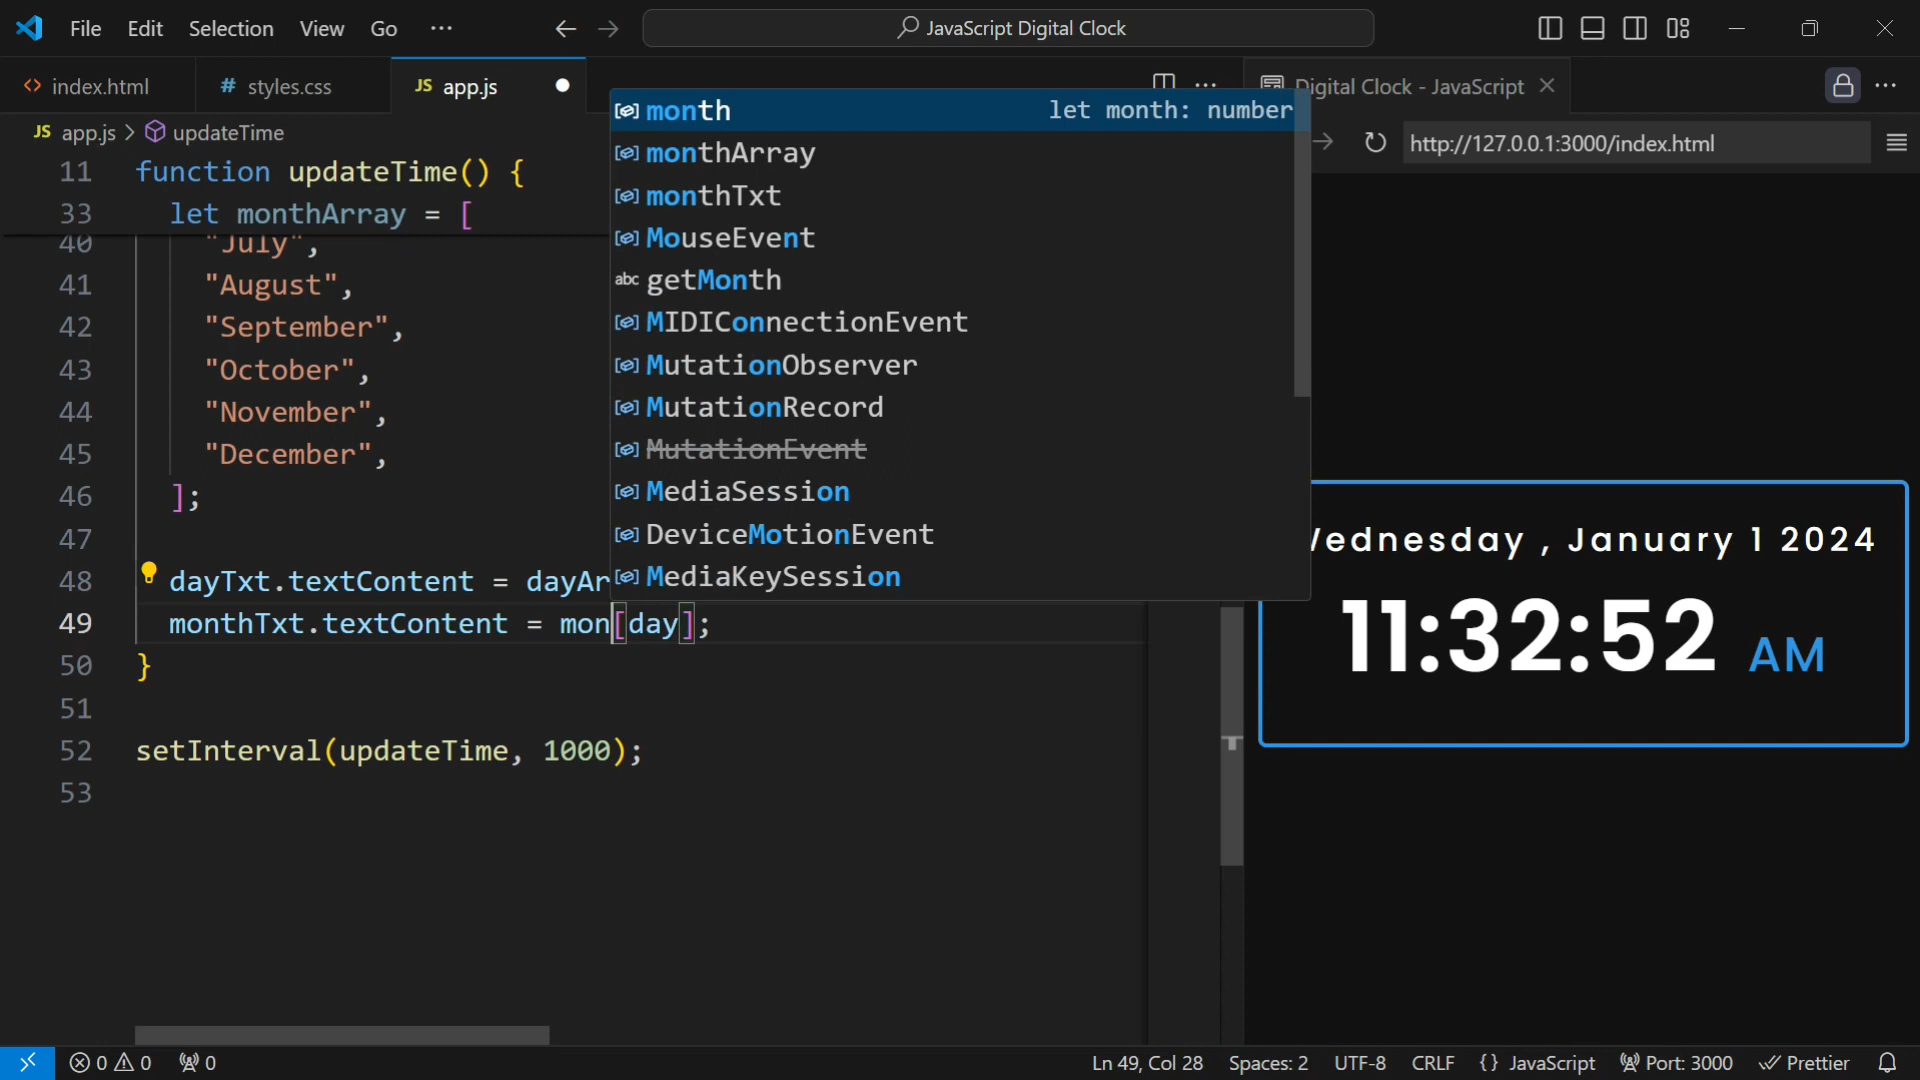 File Edit Selection View Go ··· JavaScript Digital Clock
index.html # styles.css JS app.js Digital Clock - JavaScript
JS app.js > updateTime
http://127.0.0.1:3000/index.html
11 function updateTime() {
33 let monthArray = [
40 "July",
41 "August",
42 "September",
43 "October",
44 "November",
45 "December",
46 ];
47
48 dayTxt.textContent = dayAr
49 monthTxt.textContent = mon[day];
50 }
51
52 setInterval(updateTime, 1000);
53
month let month: number
monthArray
monthTxt
MouseEvent
abc getMonth
MIDIConnectionEvent
MutationObserver
MutationRecord
MutationEvent
MediaSession
DeviceMotionEvent
MediaKeySession
Wednesday , January 1 2024
11:32:52 AM
0 0 0 Ln 49, Col 28 Spaces: 2 UTF-8 CRLF {} JavaScript Port: 3000 Prettier